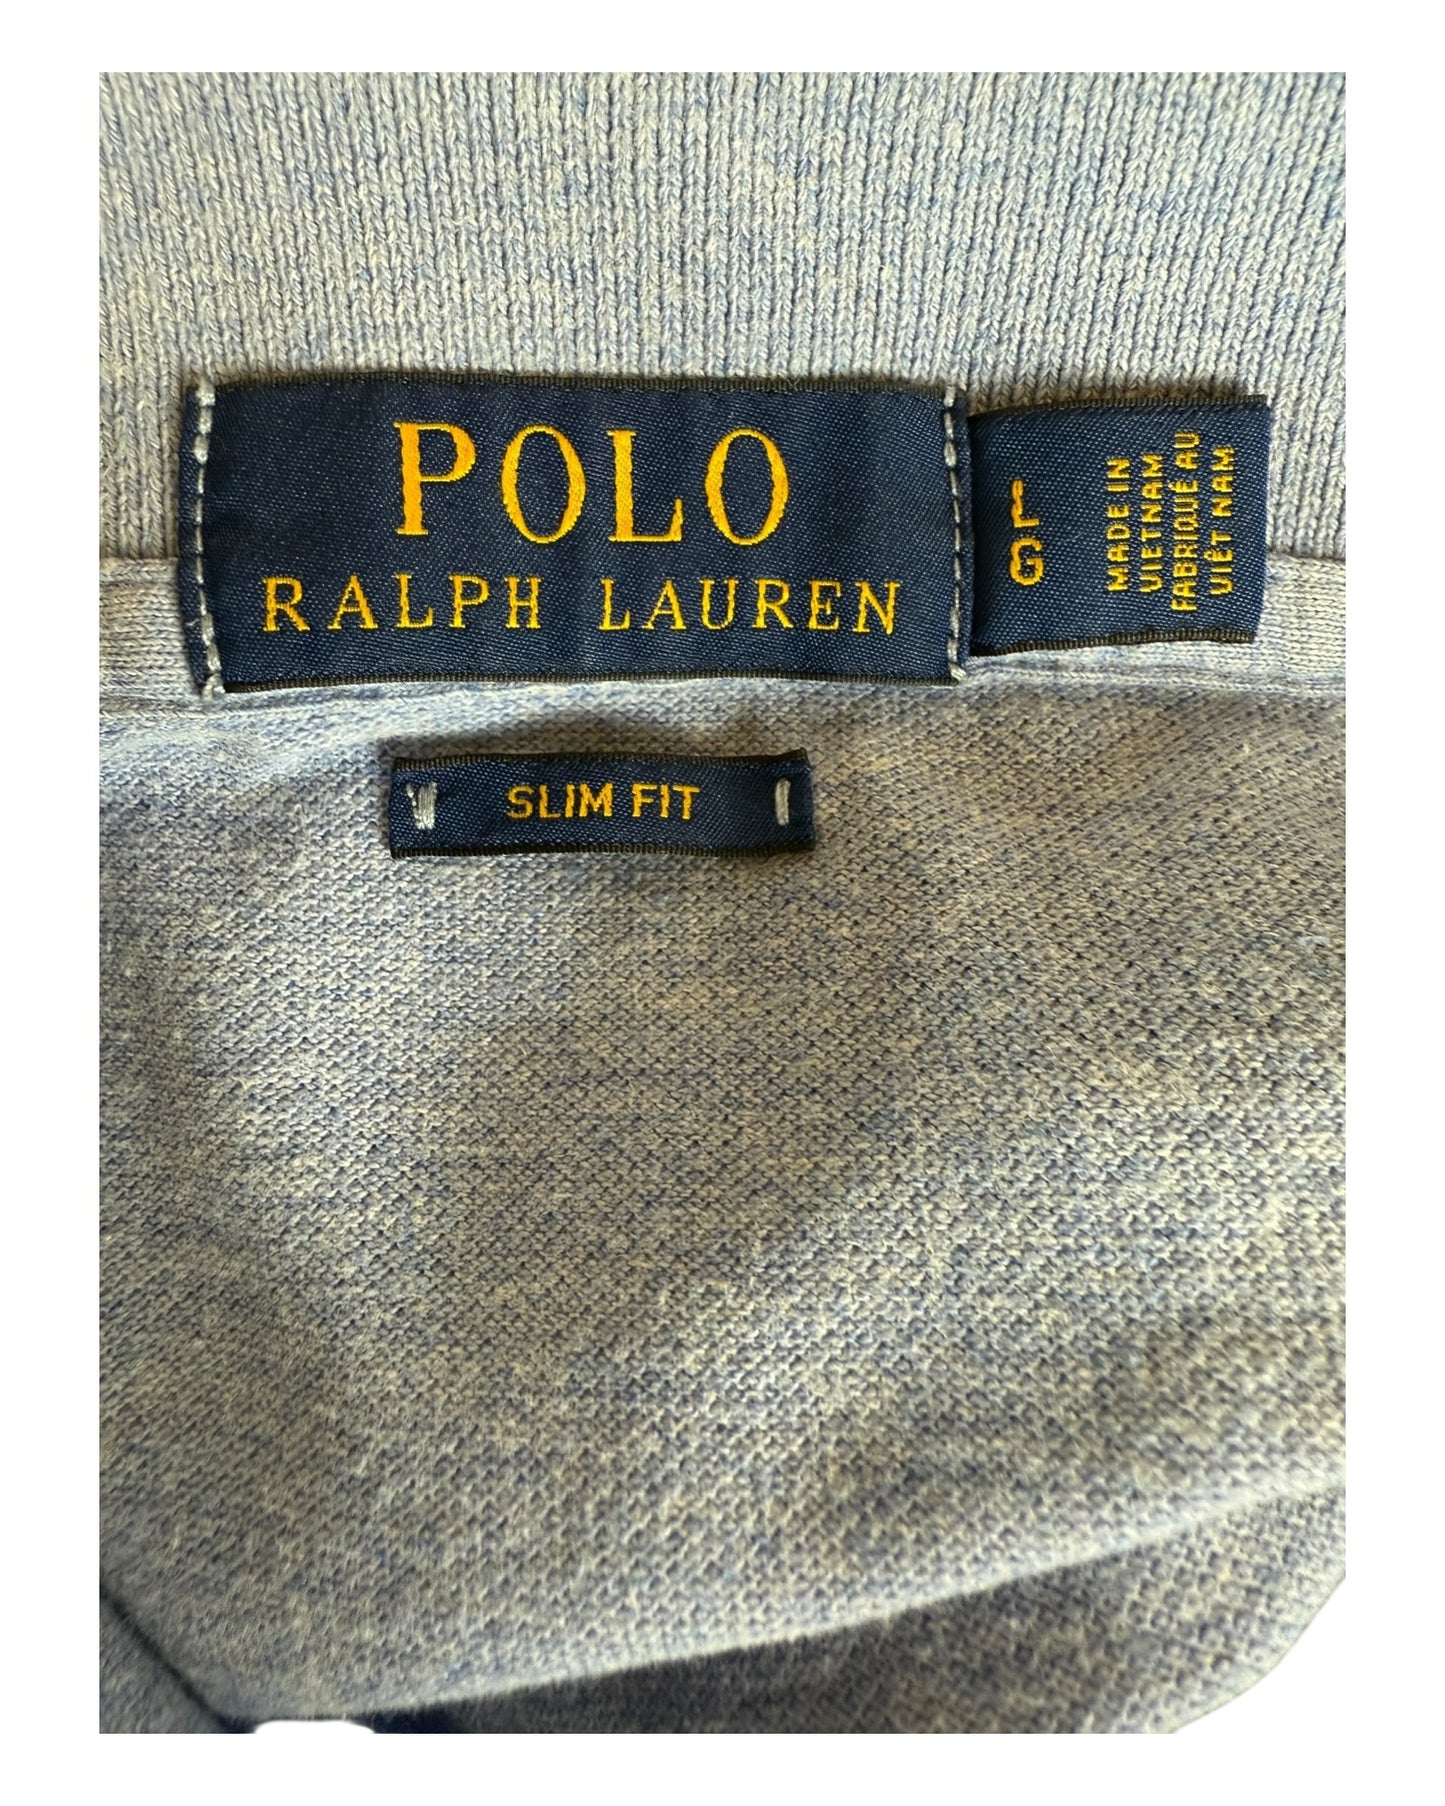 POLO
RALPH LAUREN
L
G
MADE IN
VIETNAM
FABRIQUÉ AU
VIÊT NAM
SLIM FIT